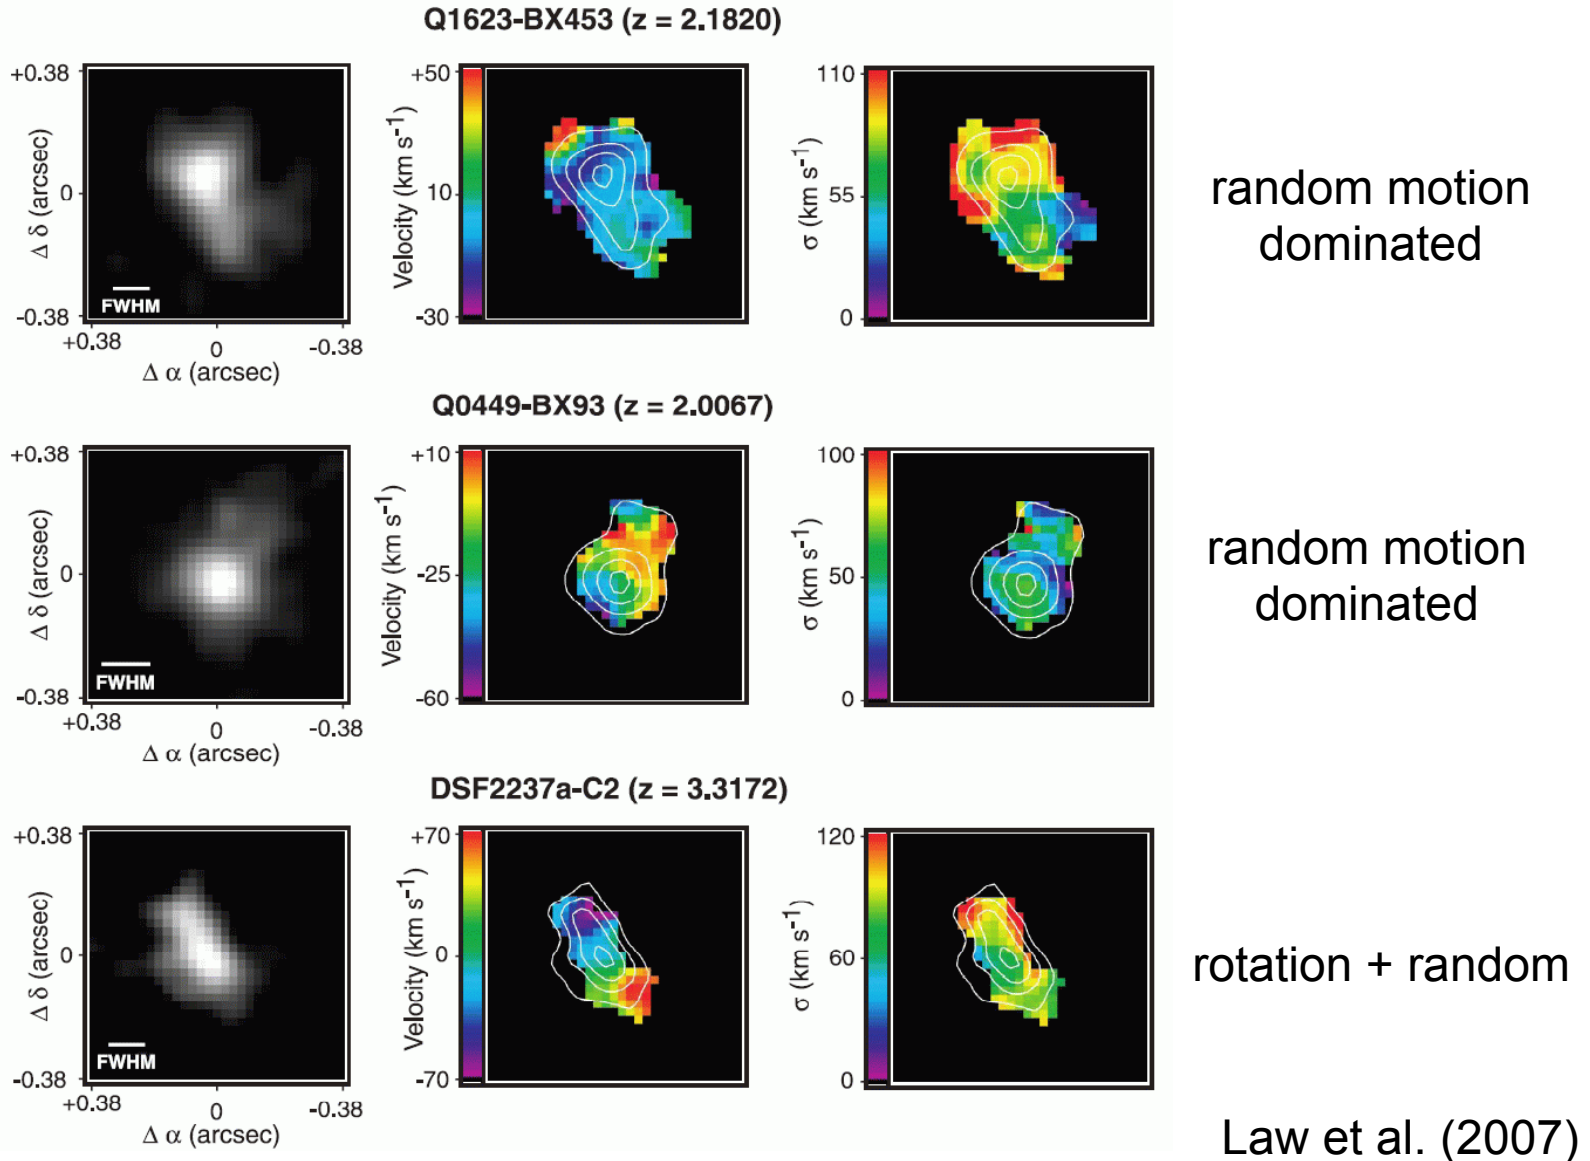 Q1623-BX453 (z = 2.1820)
+0.38
0
-0.38
Δ δ (arcsec)
FWHM
+0.38
0
-0.38
Δ α (arcsec)
+50
10
-30
Velocity (km s⁻¹)
110
55
0
σ (km s⁻¹)
random motion
dominated
Q0449-BX93 (z = 2.0067)
+0.38
0
-0.38
Δ δ (arcsec)
FWHM
+0.38
0
-0.38
Δ α (arcsec)
+10
-25
-60
Velocity (km s⁻¹)
100
50
0
σ (km s⁻¹)
random motion
dominated
DSF2237a-C2 (z = 3.3172)
+0.38
0
-0.38
Δ δ (arcsec)
FWHM
+0.38
0
-0.38
Δ α (arcsec)
+70
0
-70
Velocity (km s⁻¹)
120
60
0
σ (km s⁻¹)
rotation + random
Law et al. (2007)